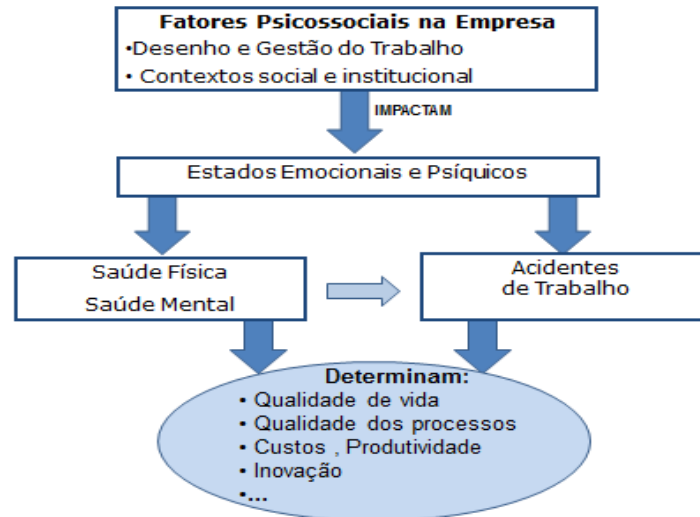 Fatores Psicossociais na Empresa
•Desenho e Gestão do Trabalho
• Contextos social e institucional
IMPACTAM
Estados Emocionais e Psíquicos
Saúde Física
Saúde Mental
Acidentes
de Trabalho
Determinam:
• Qualidade de vida
• Qualidade dos processos
• Custos , Produtividade
• Inovação
•...